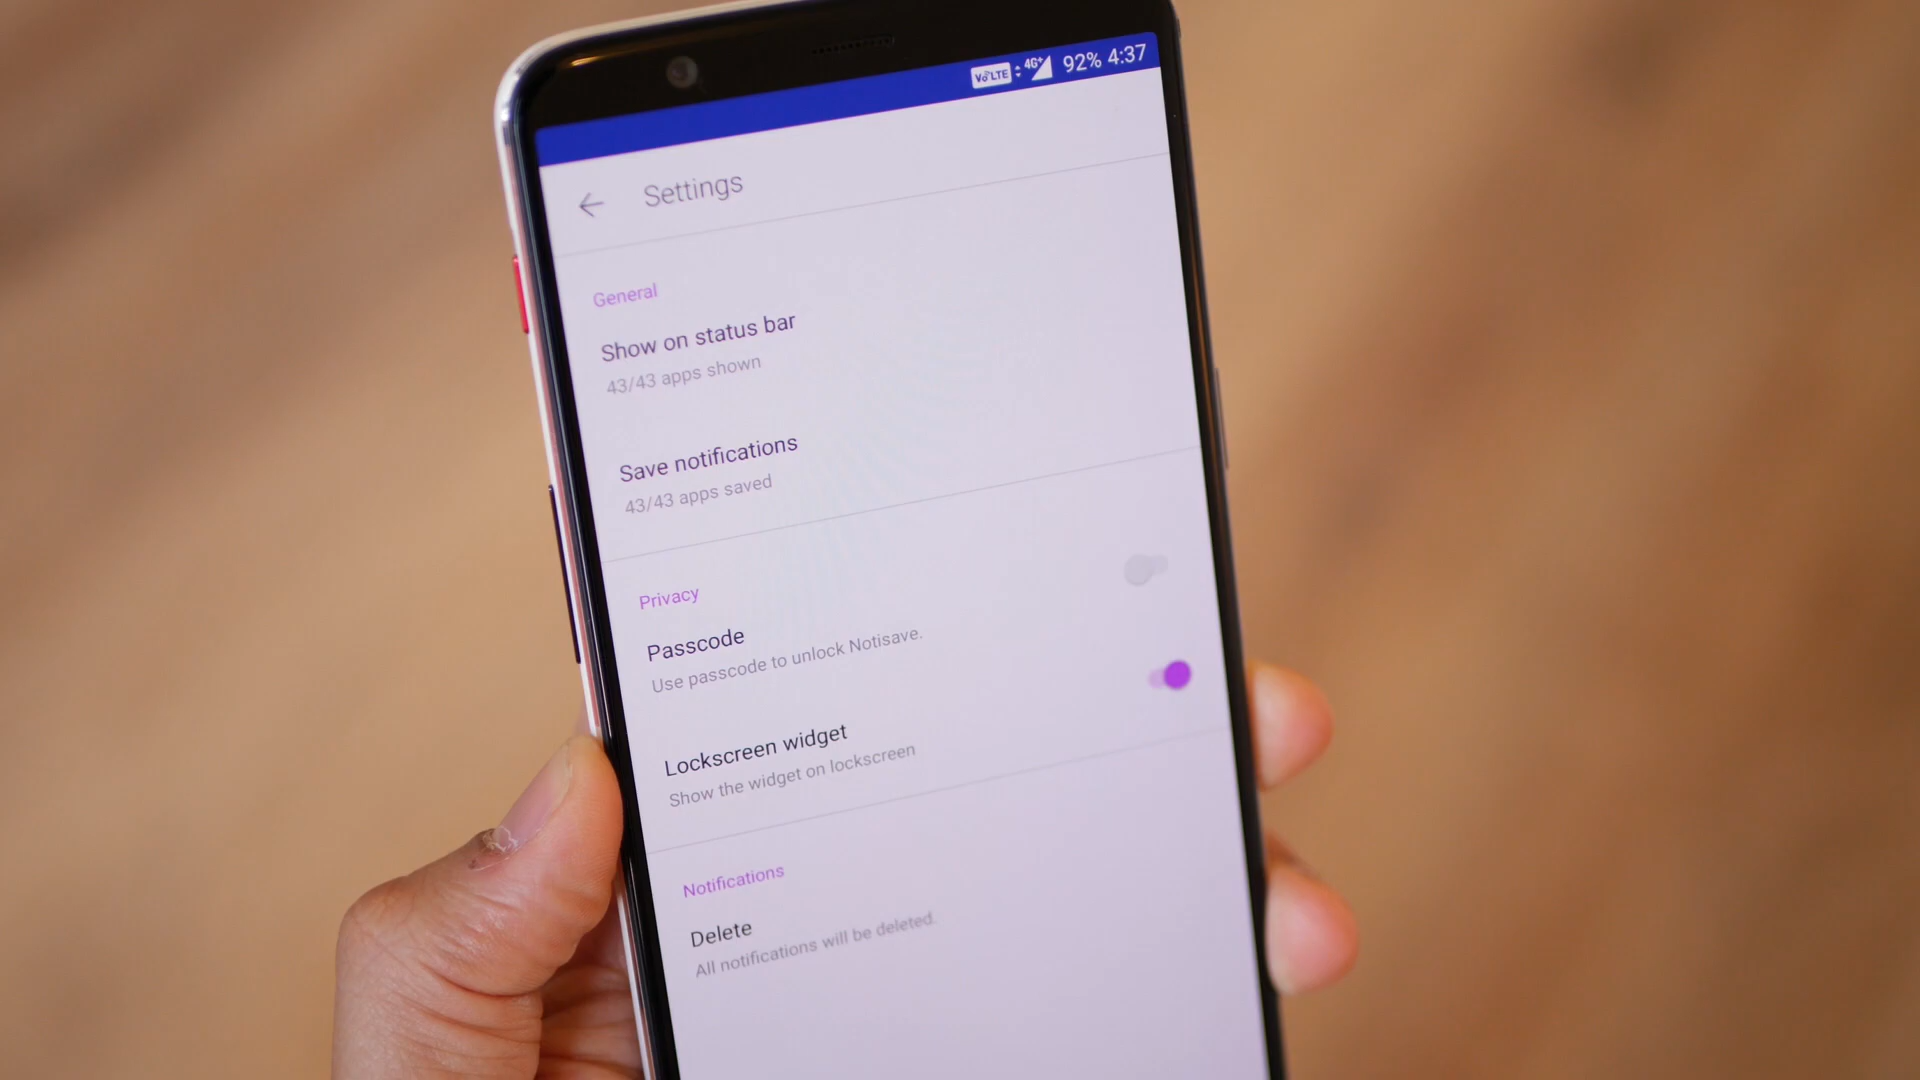 VoLTE 4G+ 92% 4:37
Settings
General
Show on status bar
43/43 apps shown
Save notifications
43/43 apps saved
Privacy
Passcode
Use passcode to unlock Notisave.
Lockscreen widget
Show the widget on lockscreen
Notifications
Delete
All notifications will be deleted.